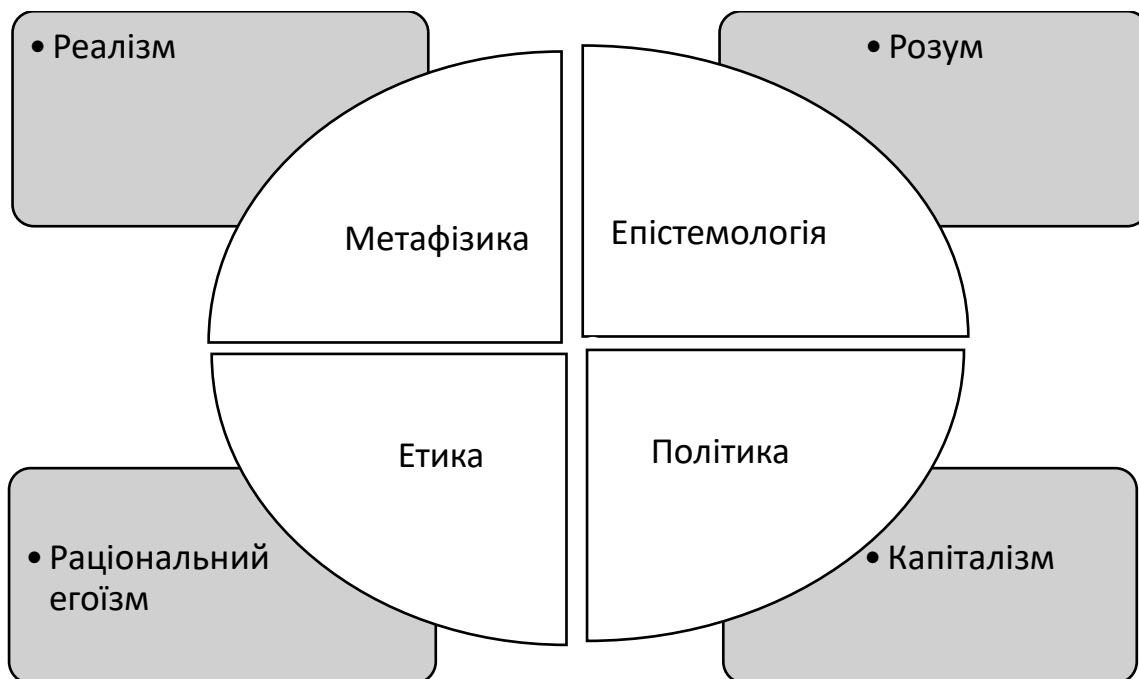 • Реалізм
• Розум
Метафізика
Епістемологія
Етика
Політика
• Раціональний
егоїзм
• Капіталізм